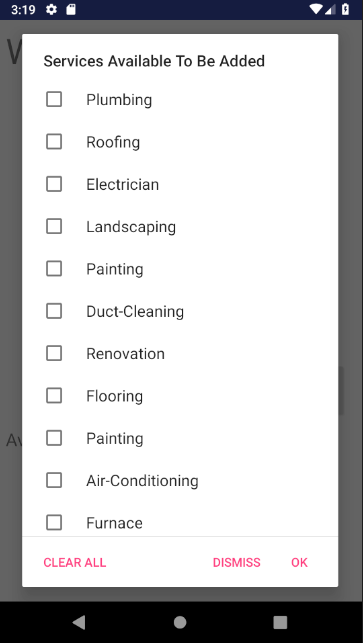 3:19
W
Services Available To Be Added
Plumbing
Roofing
Electrician
Landscaping
Painting
Duct-Cleaning
Renovation
Flooring
Painting
Av
Air-Conditioning
Furnace
CLEAR ALL
DISMISS
OK